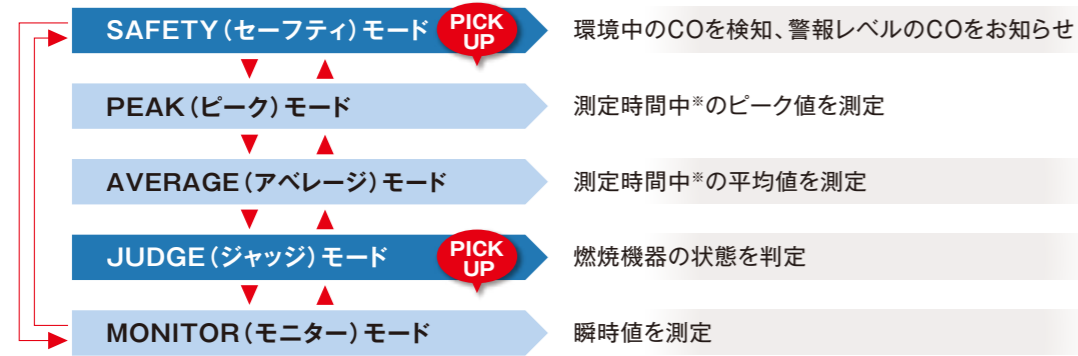 SAFETY(セーフティ)モード PICK UP 環境中のCOを検知、警報レベルのCOをお知らせ
PEAK(ピーク)モード 測定時間中※のピーク値を測定
AVERAGE(アベレージ)モード 測定時間中※の平均値を測定
JUDGE(ジャッジ)モード PICK UP 燃焼機器の状態を判定
MONITOR(モニター)モード 瞬時値を測定